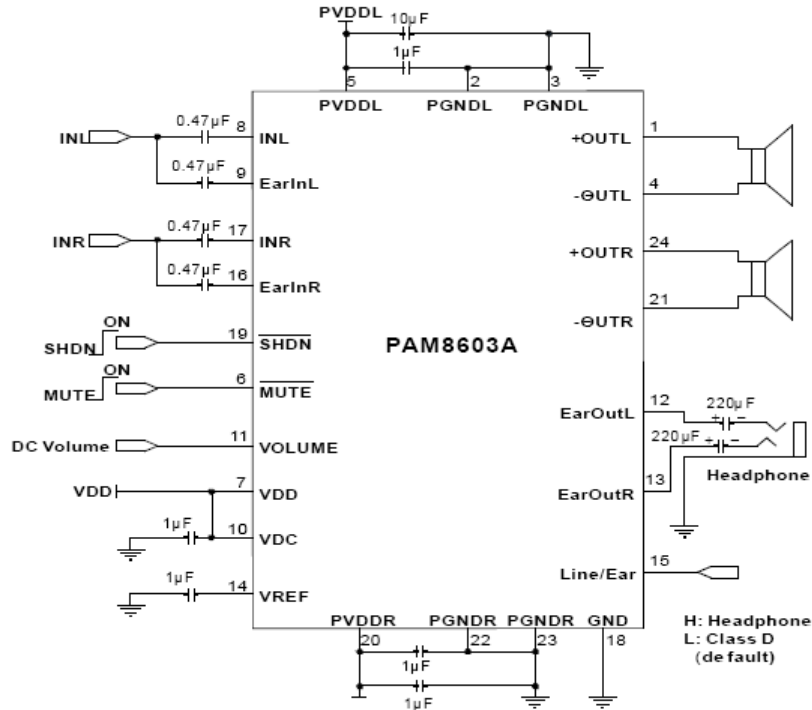 PVDDL
10µF
1µF
5
2
3
PVDDL
PGNDL
PGNDL
INL
0.47µF
8
INL
+OUTL
1
0.47µF
9
EarInL
-ΘUTL
4
INR
0.47µF
17
INR
+OUTR
24
0.47µF
16
EarInR
-ΘUTR
21
ON
SHDN
19
SHDN
PAM8603A
ON
MUTE
6
MUTE
EarOutL
12
220µF
+ −
DC Volume
11
VOLUME
220µF
+ −
Headphone
VDD
7
VDD
EarOutR
13
1µF
10
VDC
Line/Ear
15
1µF
14
VREF
PVDDR
PGNDR
PGNDR
GND
20
22
23
18
1µF
1µF
H: Headphone
L: Class D
(default)